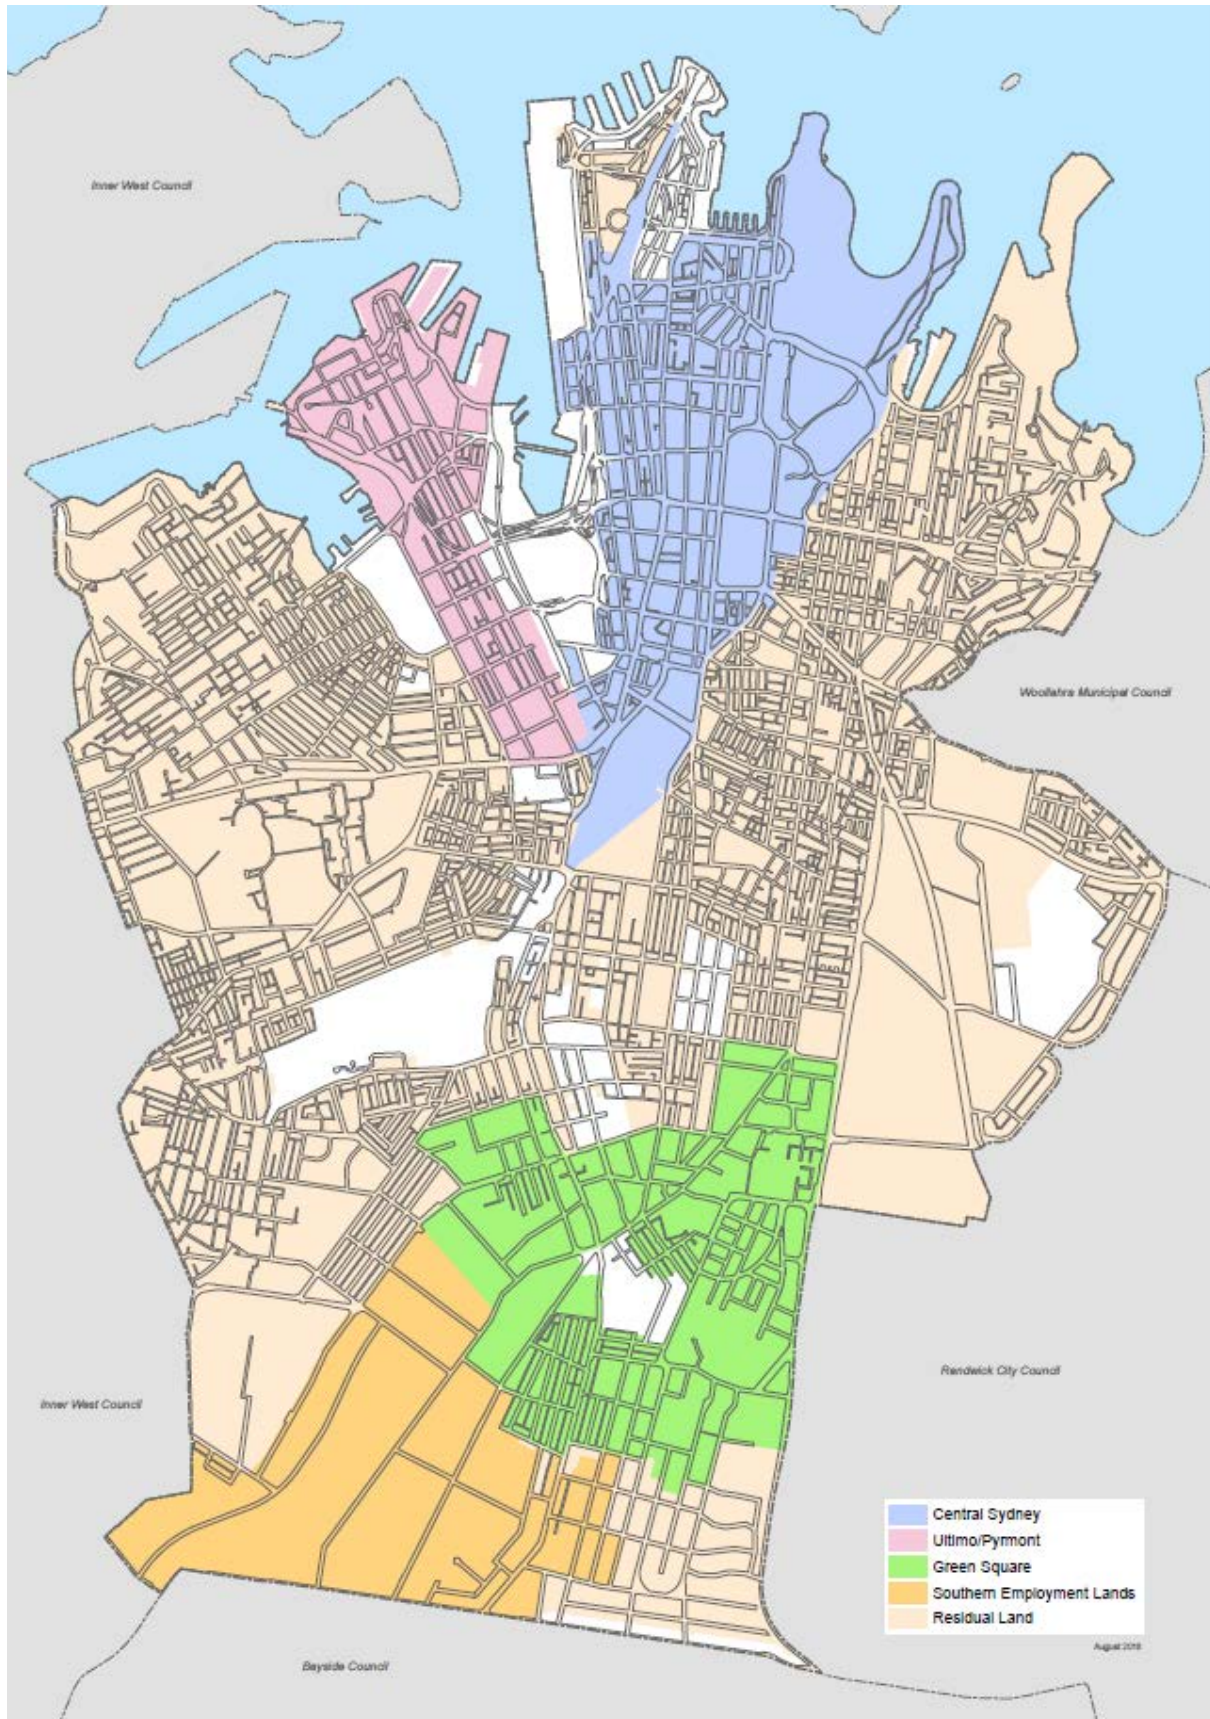 Inner West Council
Woollahra Municipal Council
Randwick City Council
Inner West Council
Central Sydney
Ultimo/Pyrmont
Green Square
Southern Employment Lands
Residual Land
August 2018
Bayside Council